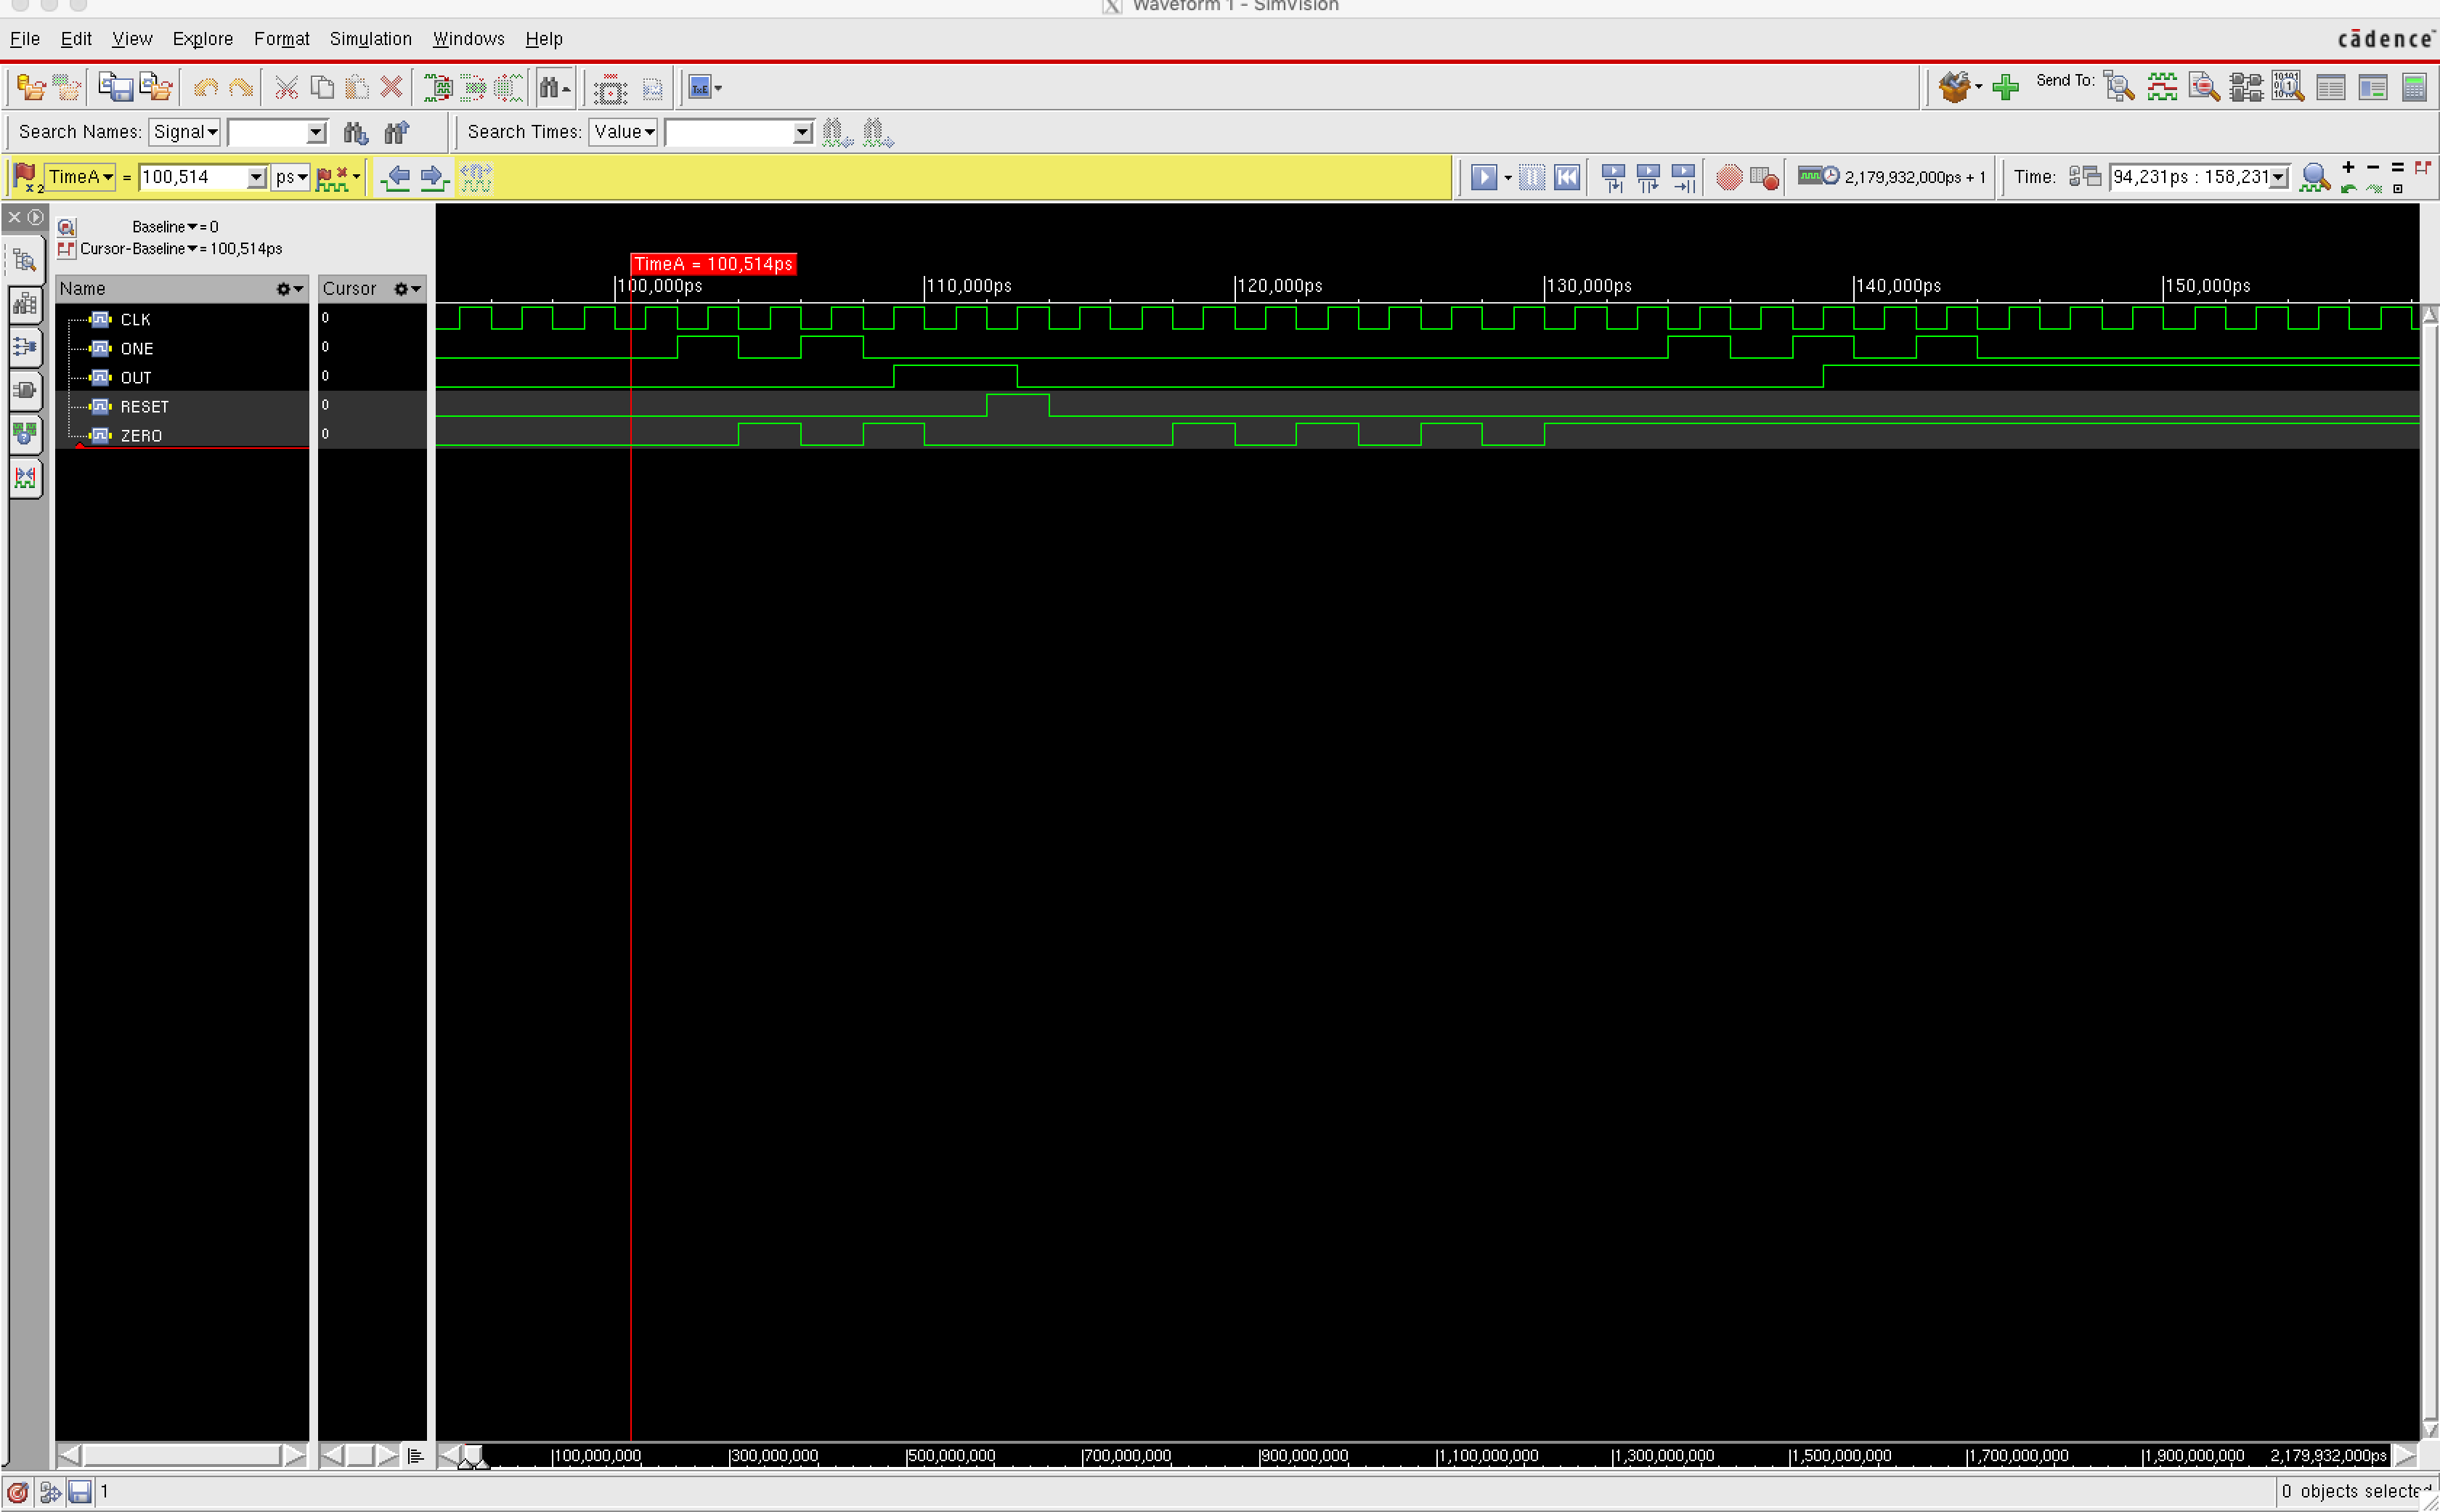 Waveform 1 - SimVision
File Edit View Explore Format Simulation Windows Help
cādence
TxE
Send To:
Search Names: Signal
Search Times: Value
x2 TimeA = 100,514 ps
2,179,932,000ps + 1
Time: 94,231ps : 158,231
Baseline = 0
Cursor-Baseline = 100,514ps
TimeA = 100,514ps
Name
Cursor
100,000ps 110,000ps 120,000ps 130,000ps 140,000ps 150,000ps
CLK 0
ONE 0
OUT 0
RESET 0
ZERO 0
100,000,000 300,000,000 500,000,000 700,000,000 900,000,000 1,100,000,000 1,300,000,000 1,500,000,000 1,700,000,000 1,900,000,000 2,179,932,000ps
1
0 objects selected